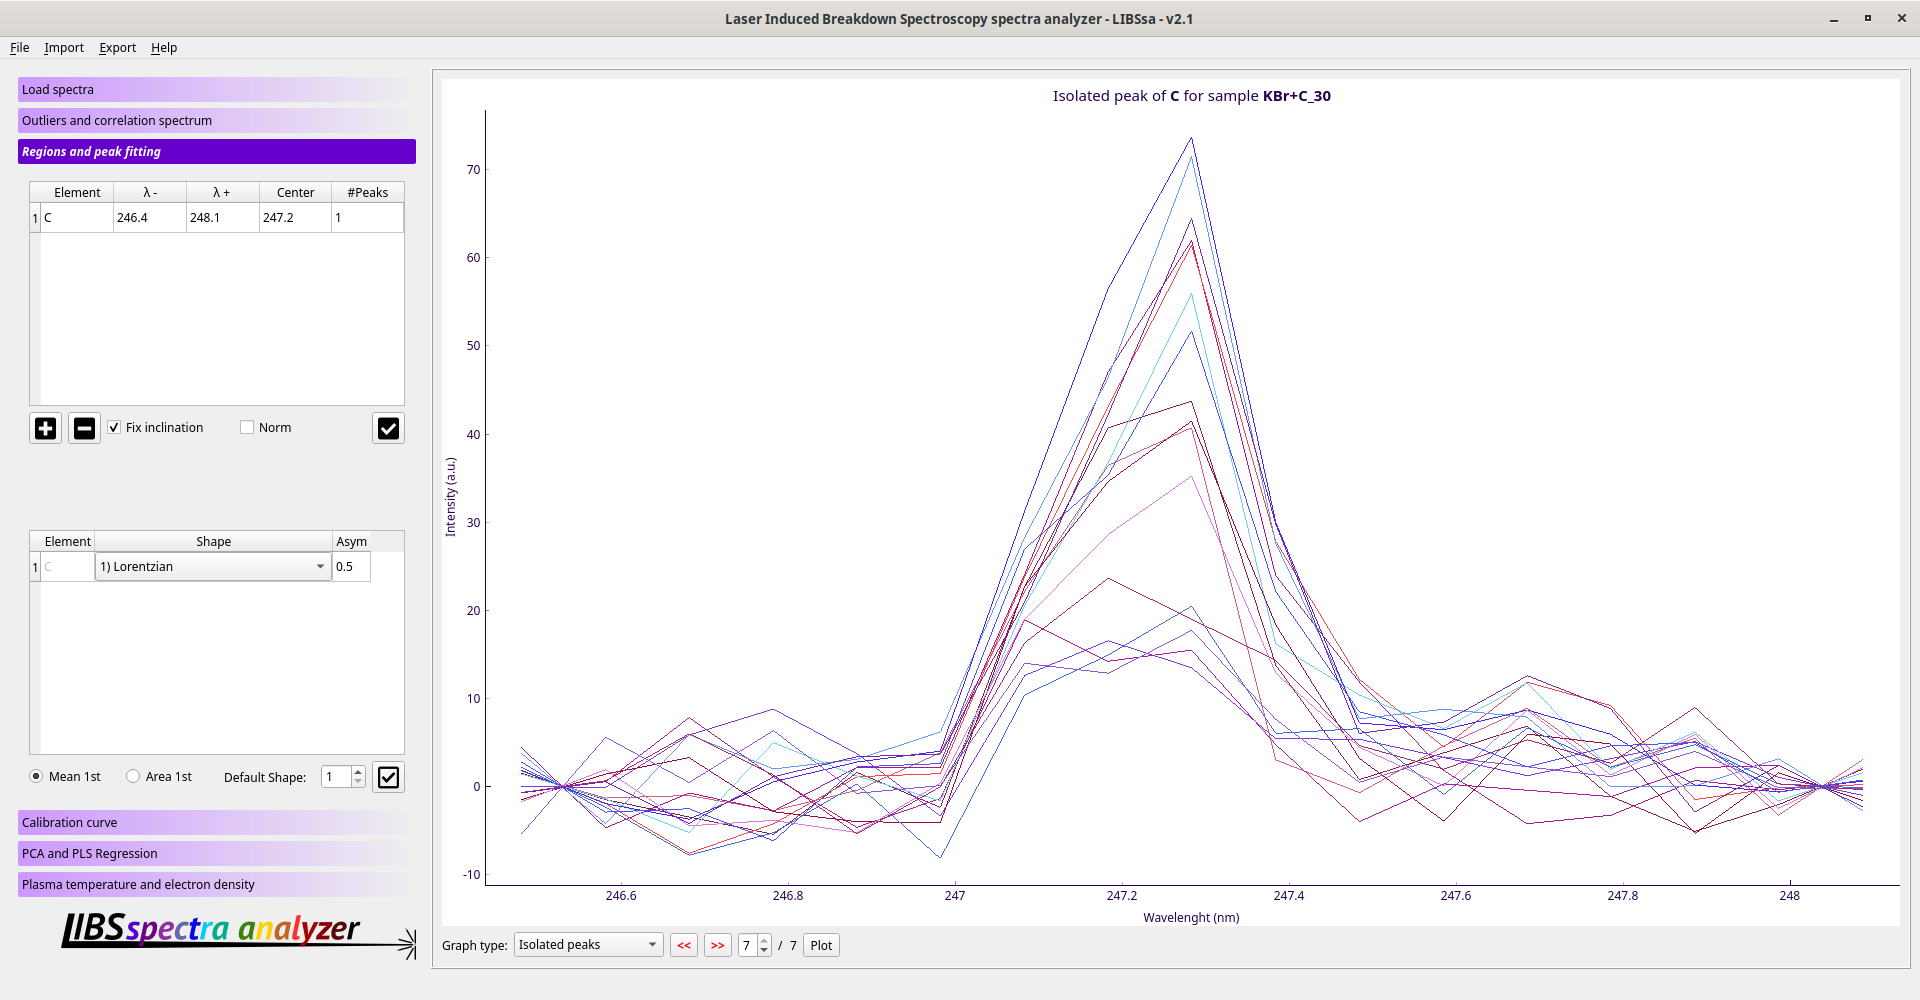 Laser Induced Breakdown Spectroscopy spectra analyzer - LIBSsa - v2.1
File Import Export Help
Load spectra
Outliers and correlation spectrum
Regions and peak fitting
Element λ - λ + Center #Peaks
1 C 246.4 248.1 247.2 1
Fix inclination Norm
Element Shape Asym
1 C 1) Lorentzian 0.5
Mean 1st Area 1st Default Shape: 1
Calibration curve
PCA and PLS Regression
Plasma temperature and electron density
LIBSspectra analyzer
Isolated peak of C for sample KBr+C_30
70
60
50
40
30
20
10
0
-10
Intensity (a.u.)
246.6 246.8 247 247.2 247.4 247.6 247.8 248
Wavelenght (nm)
Graph type: Isolated peaks << >> 7 / 7 Plot